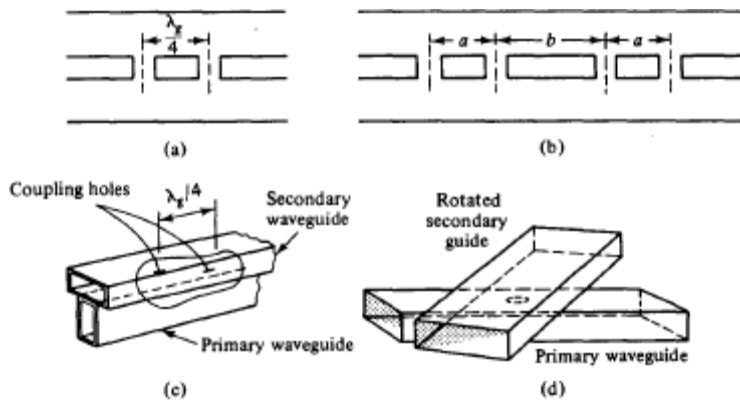 λg
4
a
b
a
(a)
(b)
Coupling holes
λg/4
Secondary
waveguide
Primary waveguide
(c)
Rotated
secondary
guide
Primary waveguide
(d)